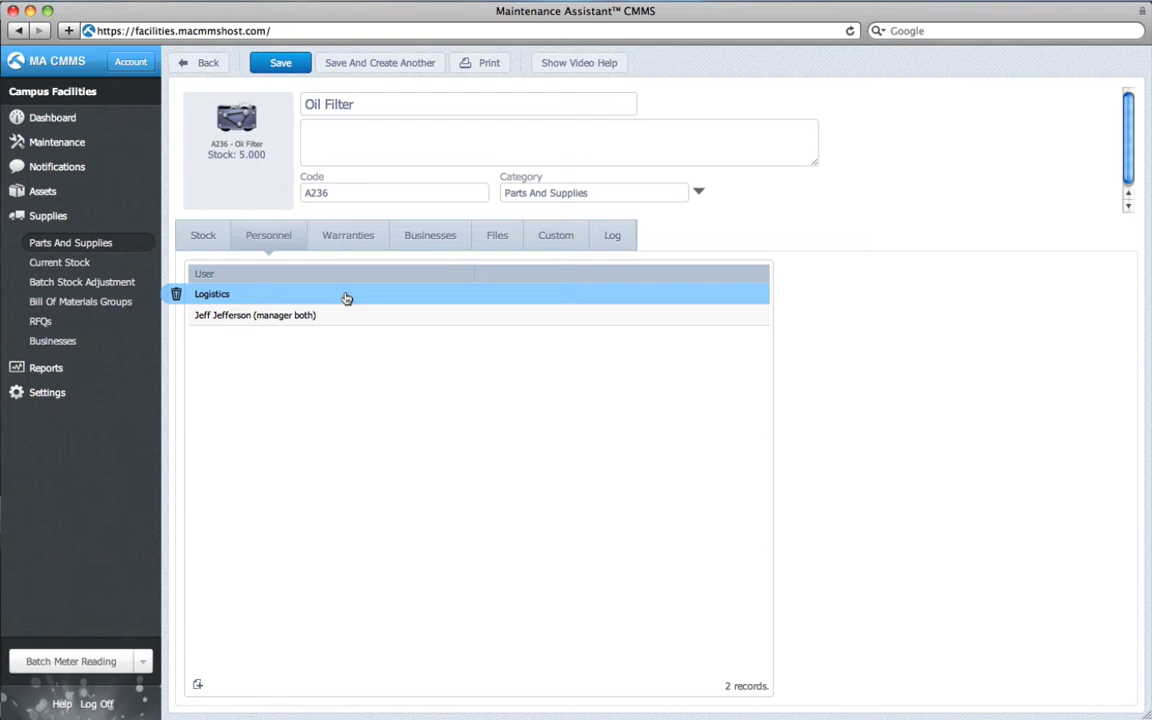 Maintenance Assistant™ CMMS
https://facilities.macmmshost.com/
Google
MA CMMS
Account
Back
Save
Save And Create Another
Print
Show Video Help
Campus Facilities
Dashboard
Maintenance
Notifications
Assets
Supplies
Parts And Supplies
Current Stock
Batch Stock Adjustment
Bill Of Materials Groups
RFQs
Businesses
Reports
Settings
Batch Meter Reading
Help
Log Off
A236 - Oil Filter
Stock: 5.000
Oil Filter
Code
Category
A236
Parts And Supplies
Stock
Personnel
Warranties
Businesses
Files
Custom
Log
User
Logistics
Jeff Jefferson (manager both)
2 records.